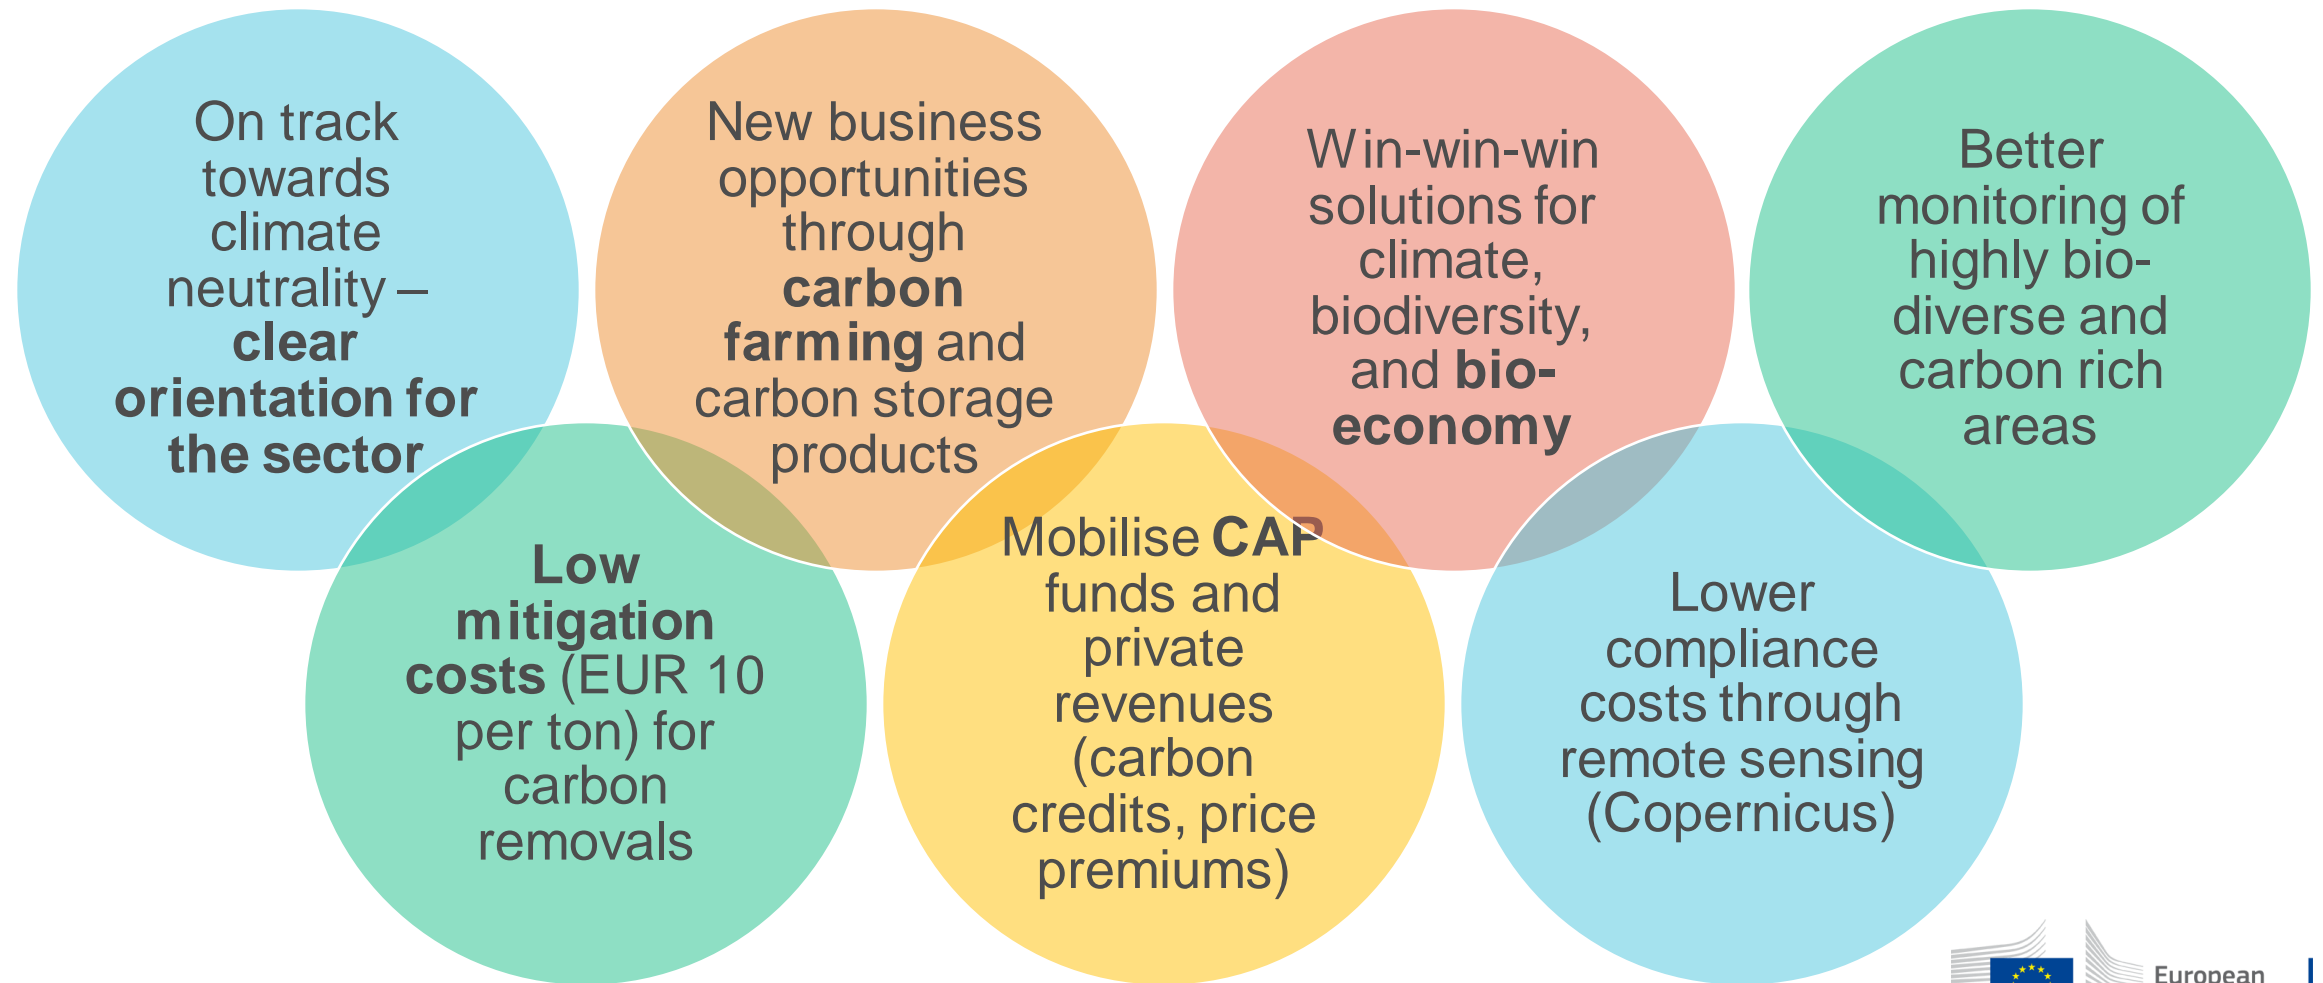 On track
towards
climate
neutrality –
clear
orientation for
the sector
Low
mitigation
costs (EUR 10
per ton) for
carbon
removals
New business
opportunities
through
carbon
farming and
carbon storage
products
Mobilise CAP
funds and
private
revenues
(carbon
credits, price
premiums)
Win-win-win
solutions for
climate,
biodiversity,
and bio-
economy
Lower
compliance
costs through
remote sensing
(Copernicus)
Better
monitoring of
highly bio-
diverse and
carbon rich
areas
European